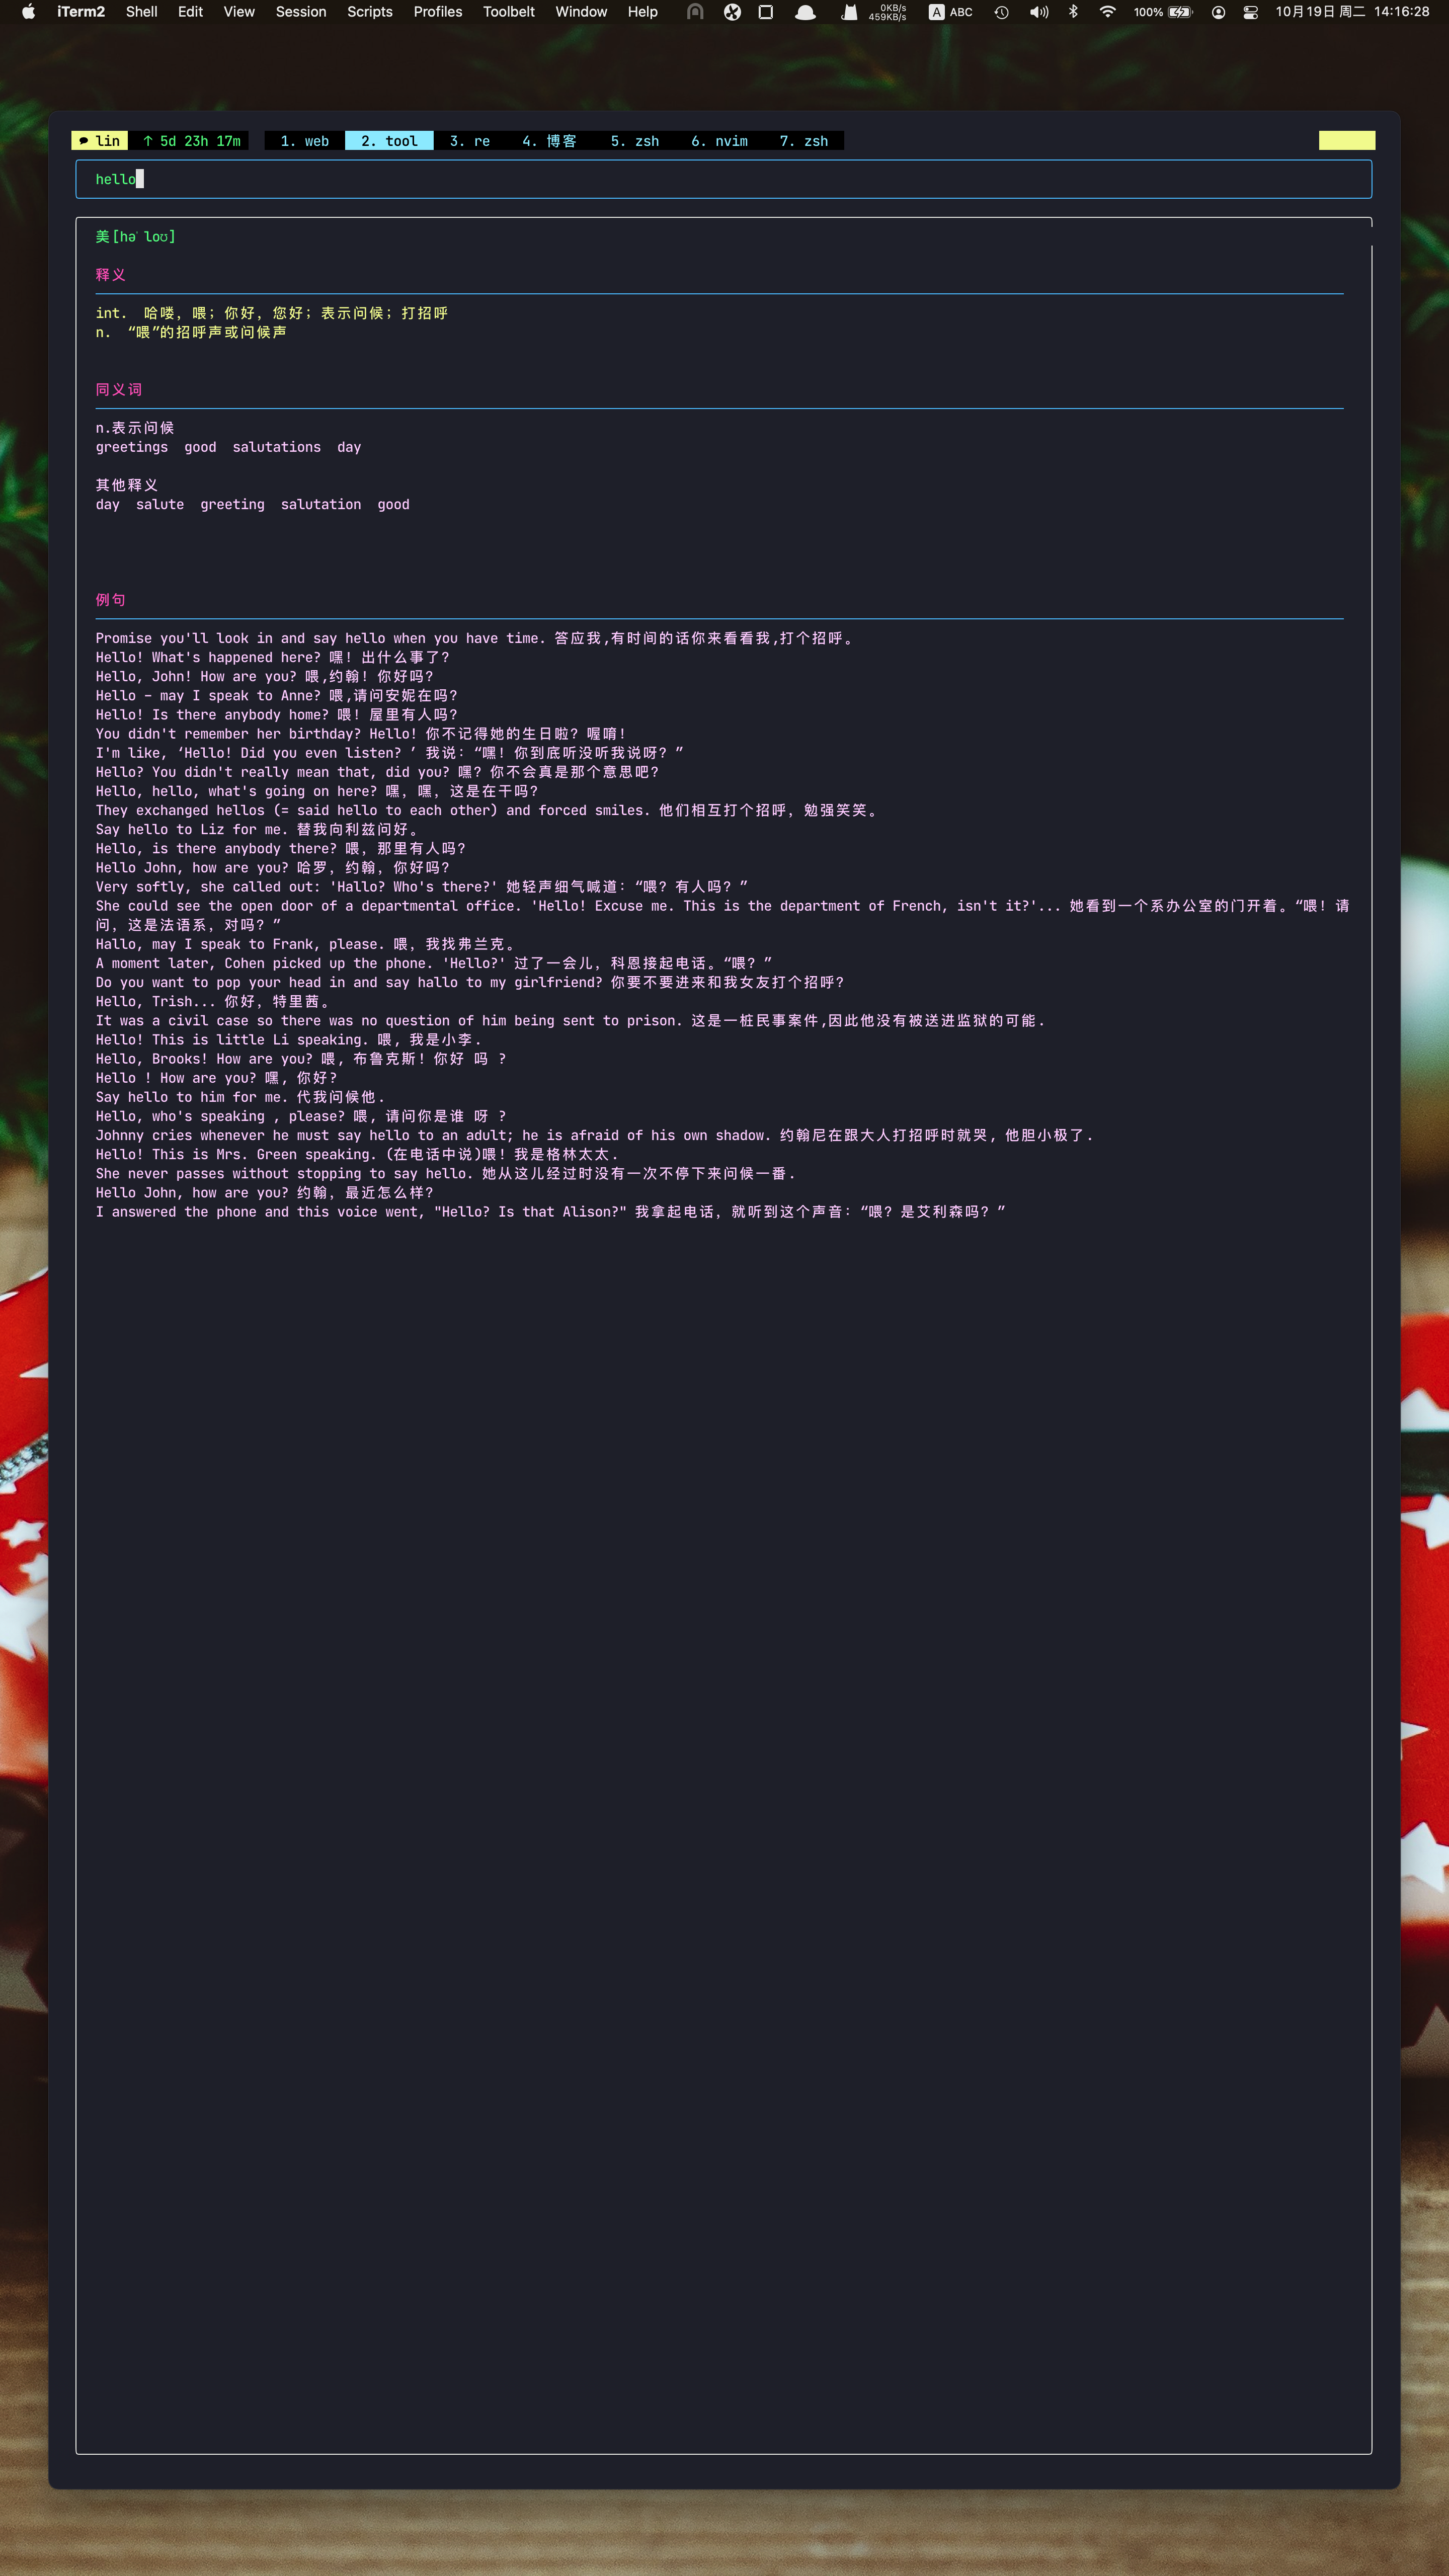 iTerm2 Shell Edit View Session Scripts Profiles Toolbelt Window Help 0KB/s 459KB/s A ABC 100% 10月19日 周二 14:16:28
lin ↑ 5d 23h 17m 1. web 2. tool 3. re 4. 博客 5. zsh 6. nvim 7. zsh
hello
美[həˈloʊ]
释义
int. 哈喽，喂；你好，您好；表示问候；打招呼
n. “喂”的招呼声或问候声
同义词
n.表示问候
greetings good salutations day
其他释义
day salute greeting salutation good
例句
Promise you'll look in and say hello when you have time. 答应我,有时间的话你来看看我,打个招呼。
Hello! What's happened here? 嘿！出什么事了?
Hello, John! How are you? 喂,约翰！你好吗?
Hello – may I speak to Anne? 喂,请问安妮在吗?
Hello! Is there anybody home? 喂！屋里有人吗?
You didn't remember her birthday? Hello! 你不记得她的生日啦？喔唷！
I'm like, ‘Hello! Did you even listen? ’ 我说：“嘿！你到底听没听我说呀？”
Hello? You didn't really mean that, did you? 嘿？你不会真是那个意思吧?
Hello, hello, what's going on here? 嘿，嘿，这是在干吗?
They exchanged hellos (= said hello to each other) and forced smiles. 他们相互打个招呼，勉强笑笑。
Say hello to Liz for me. 替我向利兹问好。
Hello, is there anybody there? 喂，那里有人吗?
Hello John, how are you? 哈罗，约翰，你好吗?
Very softly, she called out: 'Hallo? Who's there?' 她轻声细气喊道：“喂？有人吗？”
She could see the open door of a departmental office. 'Hello! Excuse me. This is the department of French, isn't it?'... 她看到一个系办公室的门开着。“喂！请
问，这是法语系，对吗？”
Hallo, may I speak to Frank, please. 喂，我找弗兰克。
A moment later, Cohen picked up the phone. 'Hello?' 过了一会儿，科恩接起电话。“喂？”
Do you want to pop your head in and say hallo to my girlfriend? 你要不要进来和我女友打个招呼?
Hello, Trish... 你好，特里茜。
It was a civil case so there was no question of him being sent to prison. 这是一桩民事案件,因此他没有被送进监狱的可能.
Hello! This is little Li speaking. 喂, 我是小李.
Hello, Brooks! How are you? 喂, 布鲁克斯！你好 吗 ?
Hello ! How are you? 嘿, 你好?
Say hello to him for me. 代我问候他.
Hello, who's speaking , please? 喂, 请问你是谁 呀 ?
Johnny cries whenever he must say hello to an adult; he is afraid of his own shadow. 约翰尼在跟大人打招呼时就哭, 他胆小极了.
Hello! This is Mrs. Green speaking. (在电话中说)喂！我是格林太太.
She never passes without stopping to say hello. 她从这儿经过时没有一次不停下来问候一番.
Hello John, how are you? 约翰，最近怎么样?
I answered the phone and this voice went, "Hello? Is that Alison?" 我拿起电话，就听到这个声音：“喂？是艾利森吗？”